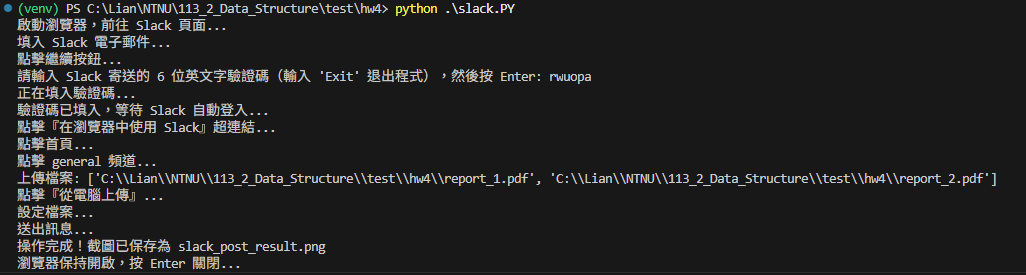 (venv) PS C:\Lian\NTNU\113_2_Data_Structure\test\hw4> python .\slack.PY
啟動瀏覽器，前往 Slack 頁面...
填入 Slack 電子郵件...
點擊繼續按鈕...
請輸入 Slack 寄送的 6 位英文字驗證碼（輸入 'Exit' 退出程式），然後按 Enter: rwuopa
正在填入驗證碼...
驗證碼已填入，等待 Slack 自動登入...
點擊『在瀏覽器中使用 Slack』超連結...
點擊首頁...
點擊 general 頻道...
上傳檔案: ['C:\\Lian\\NTNU\\113_2_Data_Structure\\test\\hw4\\report_1.pdf', 'C:\\Lian\\NTNU\\113_2_Data_Structure\\test\\hw4\\report_2.pdf']
點擊『從電腦上傳』...
設定檔案...
送出訊息...
操作完成！截圖已保存為 slack_post_result.png
瀏覽器保持開啟，按 Enter 關閉...